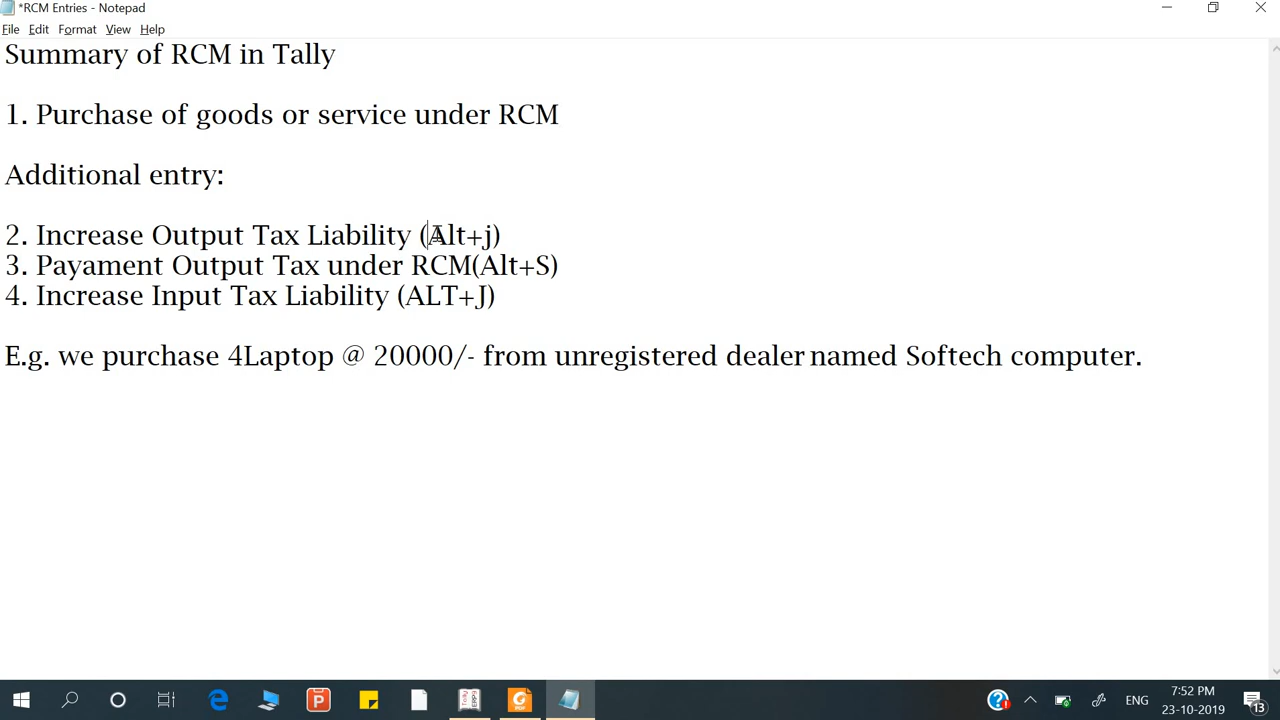 *RCM Entries - Notepad
File Edit Format View Help
Summary of RCM in Tally
1. Purchase of goods or service under RCM
Additional entry:
2. Increase Output Tax Liability (Alt+j)
3. Payament Output Tax under RCM(Alt+S)
4. Increase Input Tax Liability (ALT+J)
E.g. we purchase 4Laptop @ 20000/- from unregistered dealer named Softech computer.
ENG
7:52 PM
23-10-2019
13